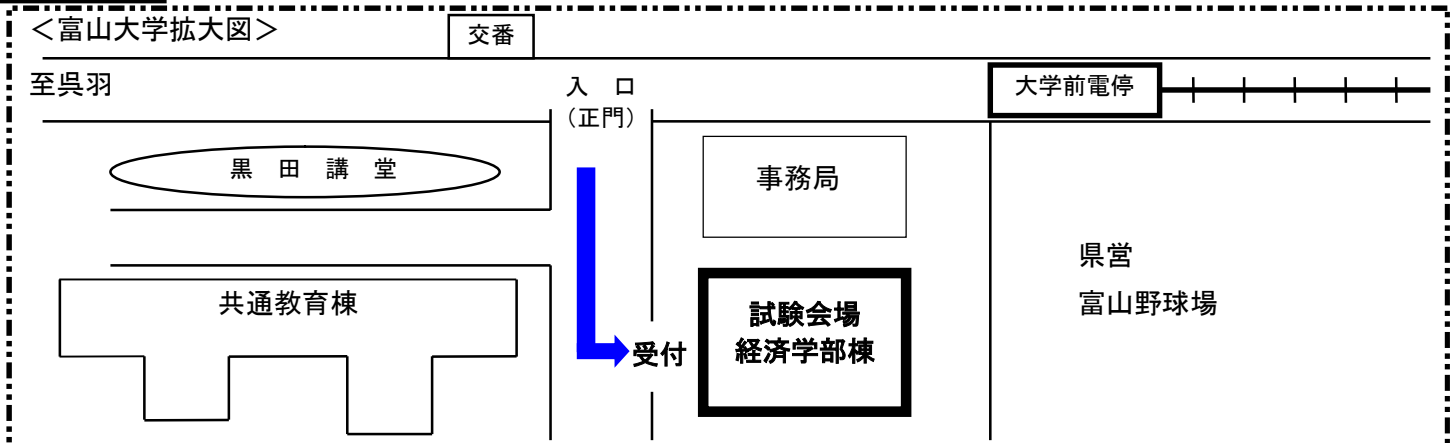 ＜富山大学拡大図＞
交番
至呉羽
入 口
（正門）
大学前電停
黒 田 講 堂
事務局
県営
富山野球場
共通教育棟
試験会場
経済学部棟
受付